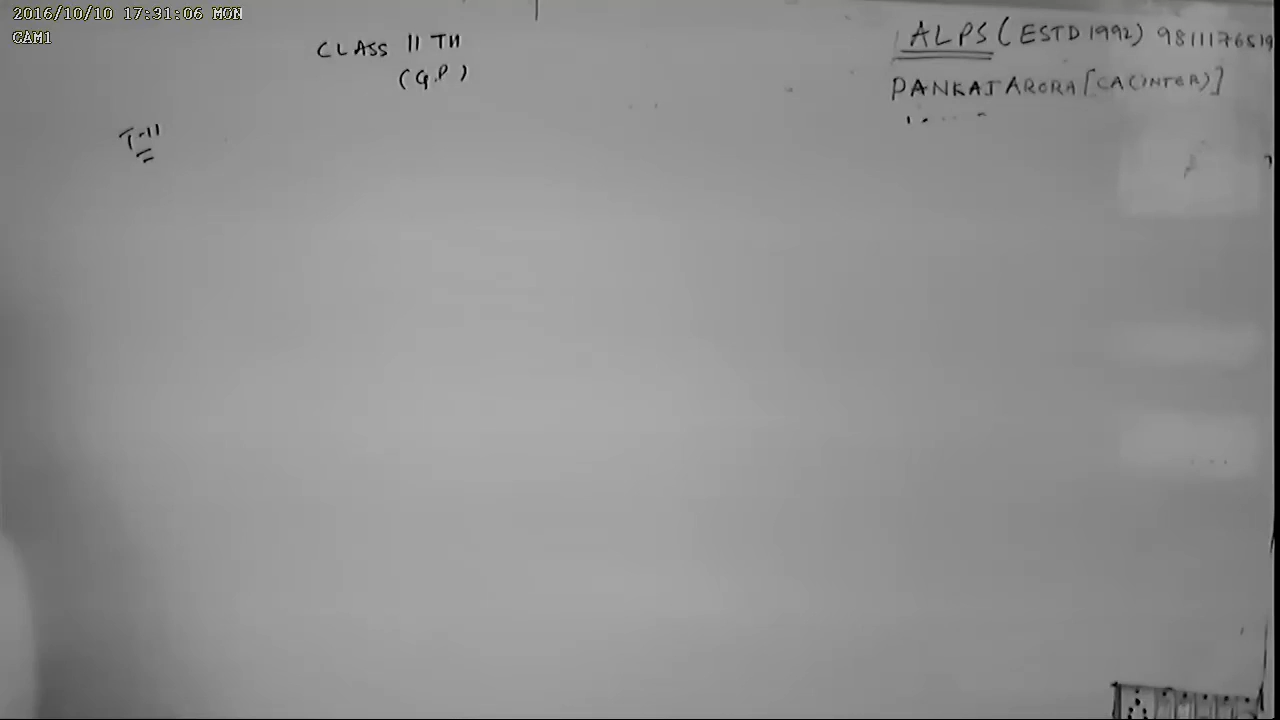 2016/10/10 17:31:06 MON
CAM1
CLASS 11 TH
(G.P)
ALPS (ESTD 1992) 9811176519
PANKAJ ARORA [CA(INTER)]
T-11